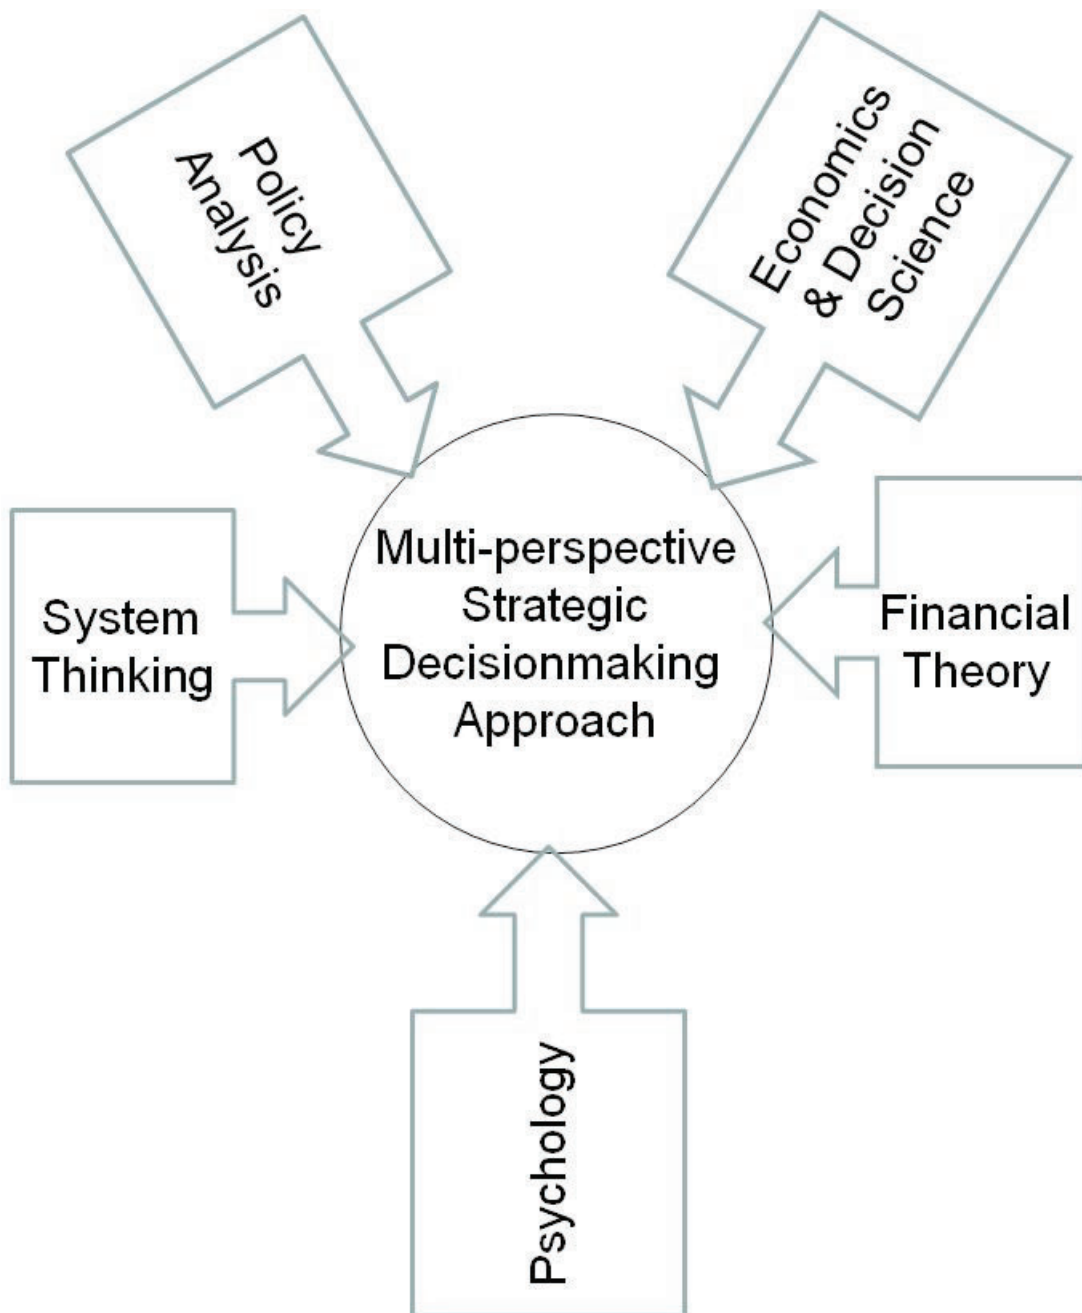 Policy
Analysis
Economics
& Decision
Science
System
Thinking
Multi-perspective
Strategic
Decisionmaking
Approach
Financial
Theory
Psychology